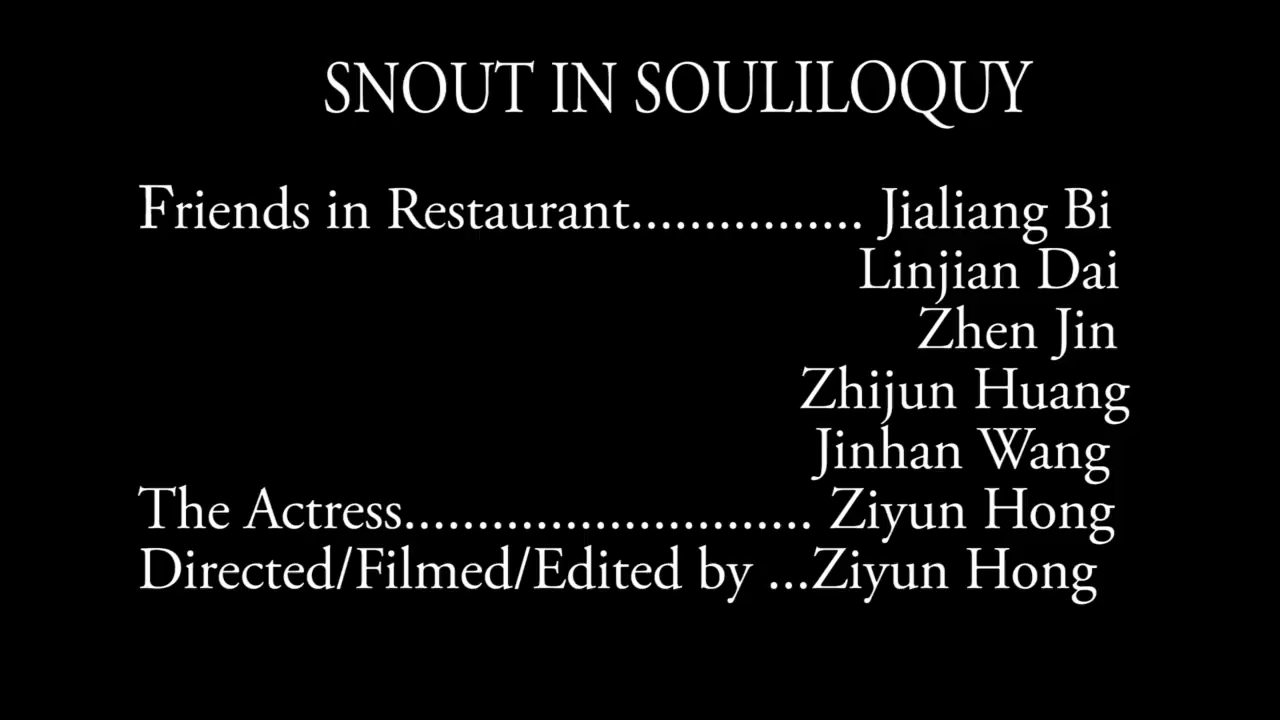 SNOUT IN SOULILOQUY
Friends in Restaurant................ Jialiang Bi
Linjian Dai
Zhen Jin
Zhijun Huang
Jinhan Wang
The Actress............................ Ziyun Hong
Directed/Filmed/Edited by ...Ziyun Hong